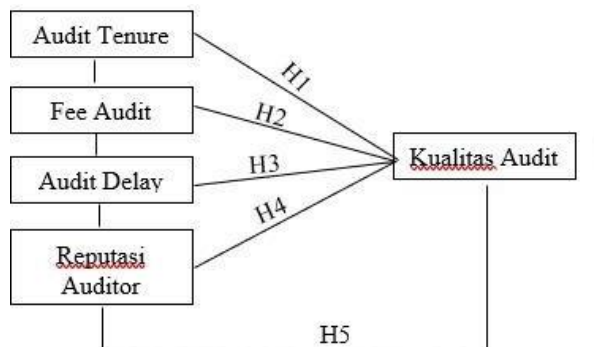 Audit Tenure
H1
Fee Audit
H2
Kualitas Audit
Audit Delay
H3
H4
Reputasi
Auditor
H5